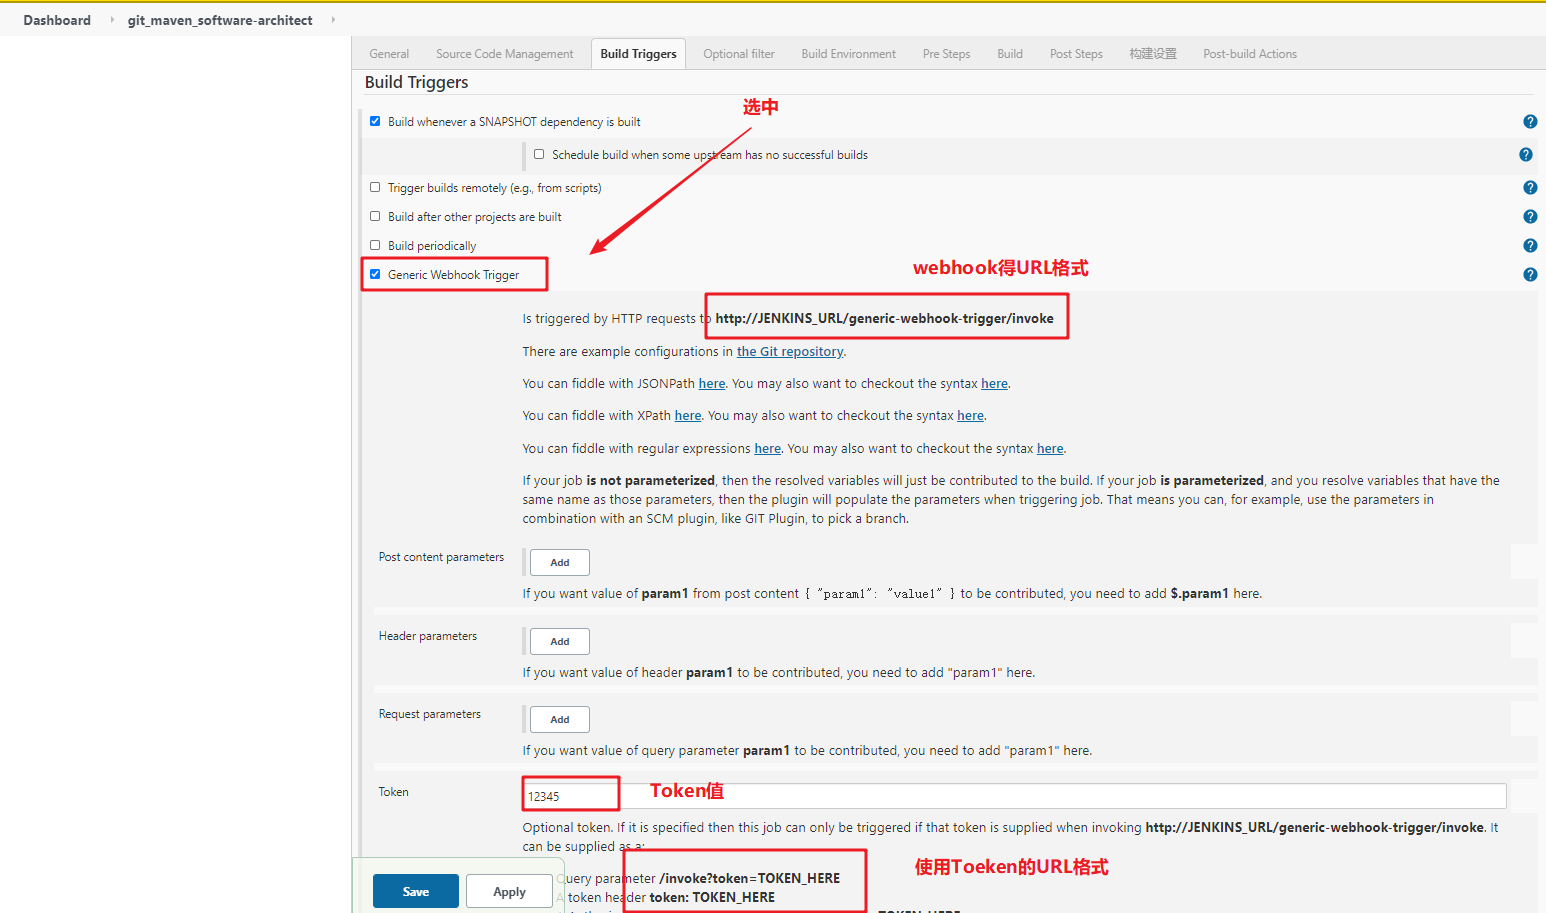 Dashboard git_maven_software-architect
General Source Code Management Build Triggers Optional filter Build Environment Pre Steps Build Post Steps 构建设置 Post-build Actions
Build Triggers
选中
Build whenever a SNAPSHOT dependency is built
Schedule build when some upstream has no successful builds
Trigger builds remotely (e.g., from scripts)
Build after other projects are built
Build periodically
webhook得URL格式
Generic Webhook Trigger
Is triggered by HTTP requests to http://JENKINS_URL/generic-webhook-trigger/invoke
There are example configurations in the Git repository.
You can fiddle with JSONPath here. You may also want to checkout the syntax here.
You can fiddle with XPath here. You may also want to checkout the syntax here.
You can fiddle with regular expressions here. You may also want to checkout the syntax here.
If your job is not parameterized, then the resolved variables will just be contributed to the build. If your job is parameterized, and you resolve variables that have the
same name as those parameters, then the plugin will populate the parameters when triggering job. That means you can, for example, use the parameters in
combination with an SCM plugin, like GIT Plugin, to pick a branch.
Post content parameters Add
If you want value of param1 from post content { "param1": "value1" } to be contributed, you need to add $.param1 here.
Header parameters Add
If you want value of header param1 to be contributed, you need to add "param1" here.
Request parameters Add
If you want value of query parameter param1 to be contributed, you need to add "param1" here.
Token 12345 Token值
Optional token. If it is specified then this job can only be triggered if that token is supplied when invoking http://JENKINS_URL/generic-webhook-trigger/invoke. It
can be supplied as a:
使用Toeken的URL格式
Query parameter /invoke?token=TOKEN_HERE
A token header token: TOKEN_HERE
TOKEN_HERE
Save Apply